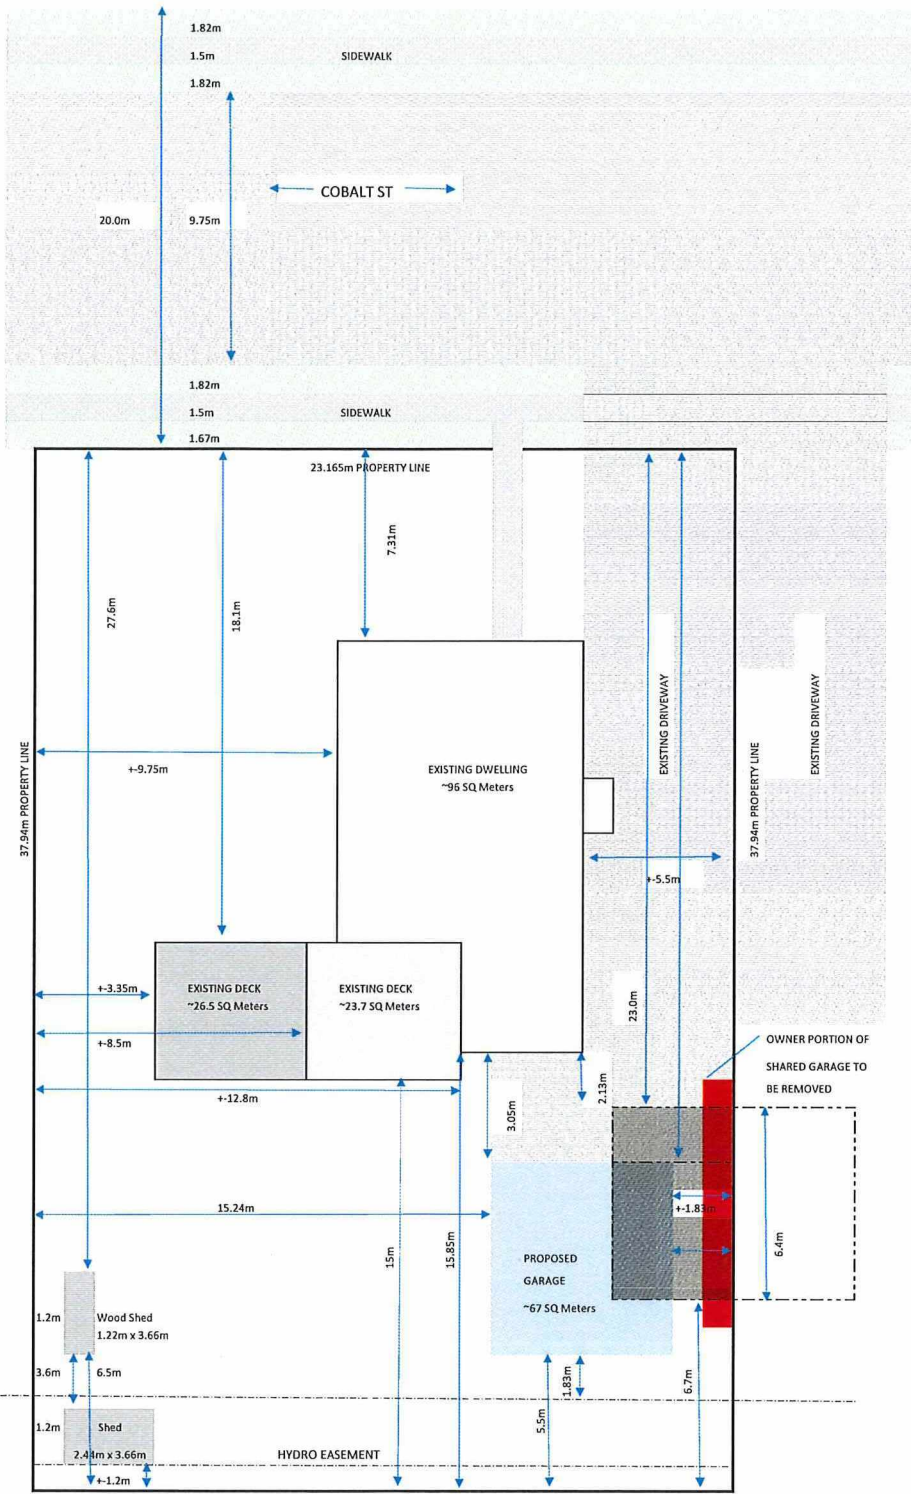 1.82m
1.5m
SIDEWALK
1.82m
COBALT ST
20.0m
9.75m
1.82m
1.5m
SIDEWALK
1.67m
23.165m PROPERTY LINE
7.31m
27.6m
18.1m
EXISTING DRIVEWAY
EXISTING DRIVEWAY
37.94m PROPERTY LINE
+-9.75m
EXISTING DWELLING
~96 SQ Meters
37.94m PROPERTY LINE
+-5.5m
+-3.35m
EXISTING DECK
~26.5 SQ Meters
EXISTING DECK
~23.7 SQ Meters
23.0m
+-8.5m
OWNER PORTION OF
SHARED GARAGE TO
BE REMOVED
+-12.8m
3.05m
2.13m
15.24m
+-1.83m
15m
15.85m
6.4m
PROPOSED
GARAGE
~67 SQ Meters
1.2m
Wood Shed
1.22m x 3.66m
3.6m
6.5m
1.83m
6.7m
5.5m
1.2m
Shed
2.44m x 3.66m
HYDRO EASEMENT
+-1.2m